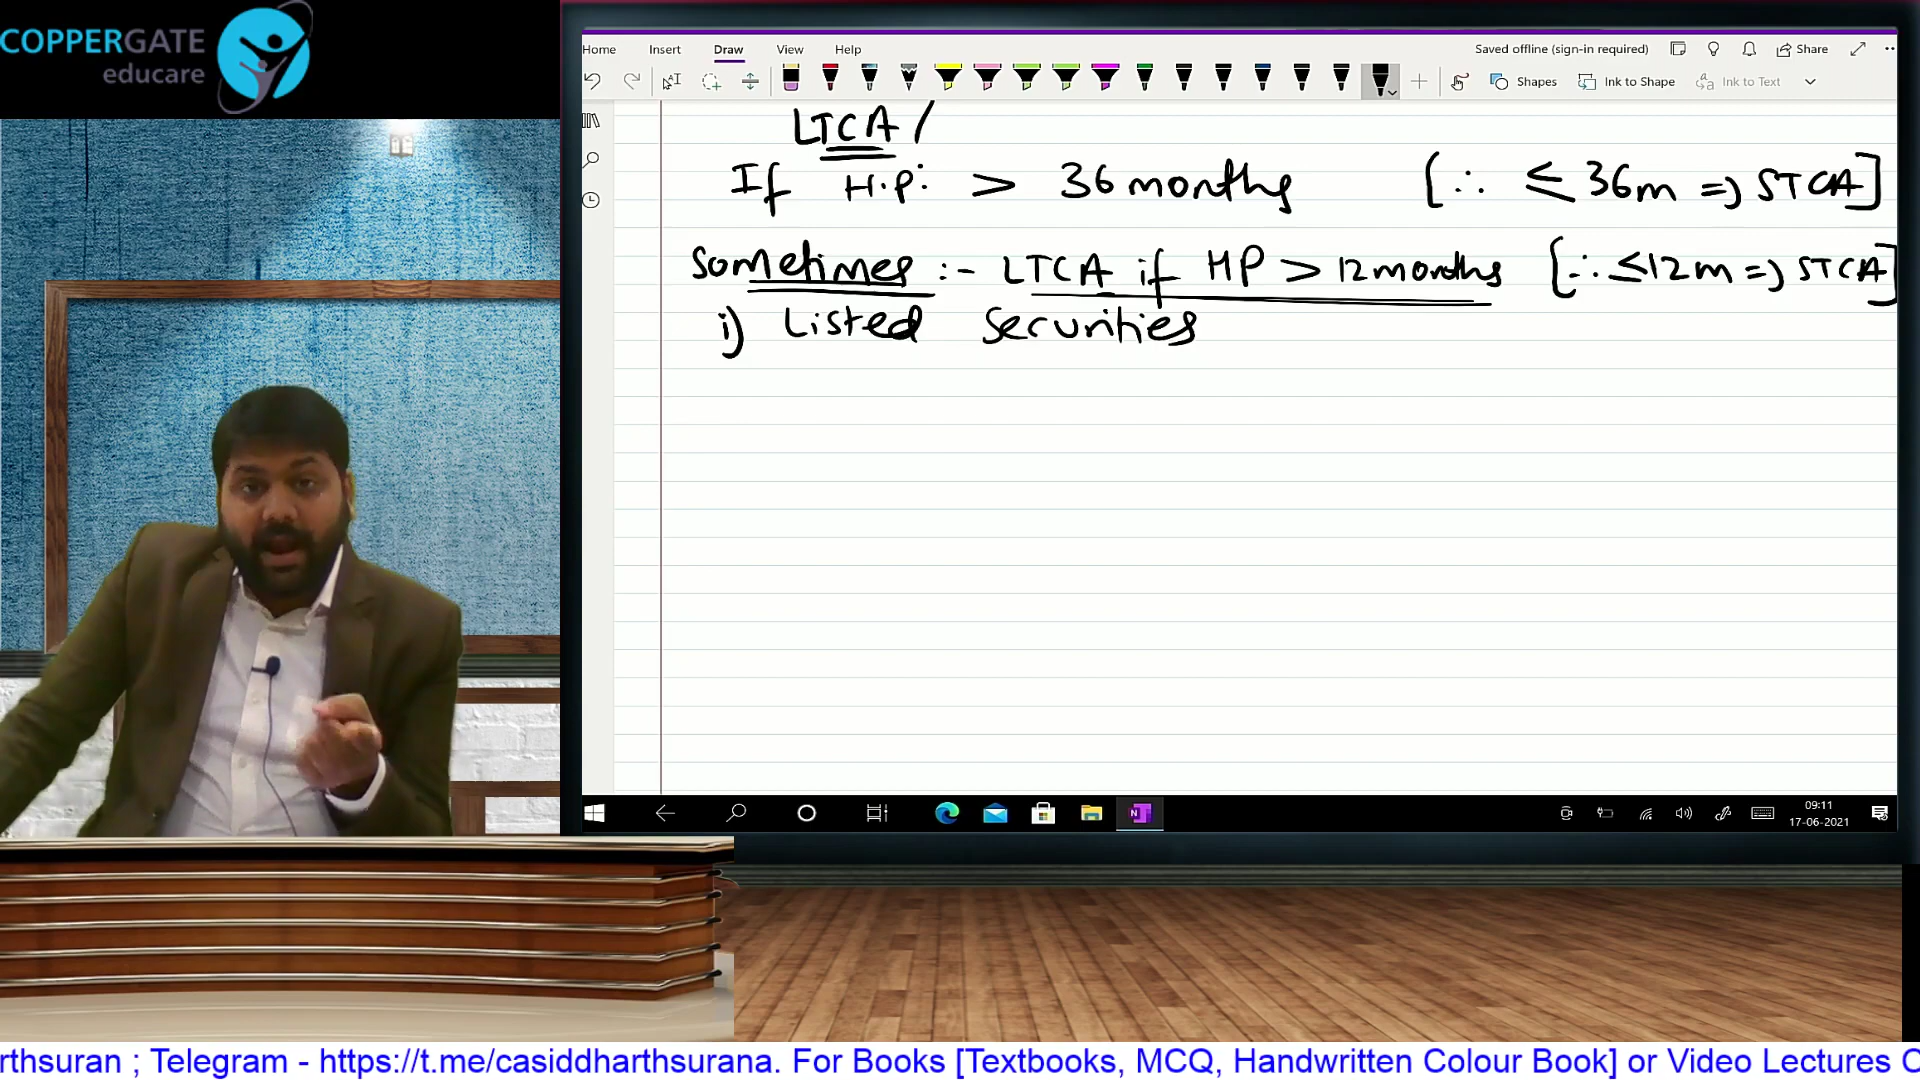 COPPERGATE
educare
Home Insert Draw View Help
Saved offline (sign-in required) Share
Shapes Ink to Shape Ink to Text
LTCA /
If H.P. > 36 months [∴ ≤ 36m => STCA]
Sometimes :- LTCA if HP > 12 months [∴ ≤12m => STCA]
i) Listed Securities
09:11
17-06-2021
rthsuran ; Telegram - https://t.me/casiddharthsurana. For Books [Textbooks, MCQ, Handwritten Colour Book] or Video Lectures C